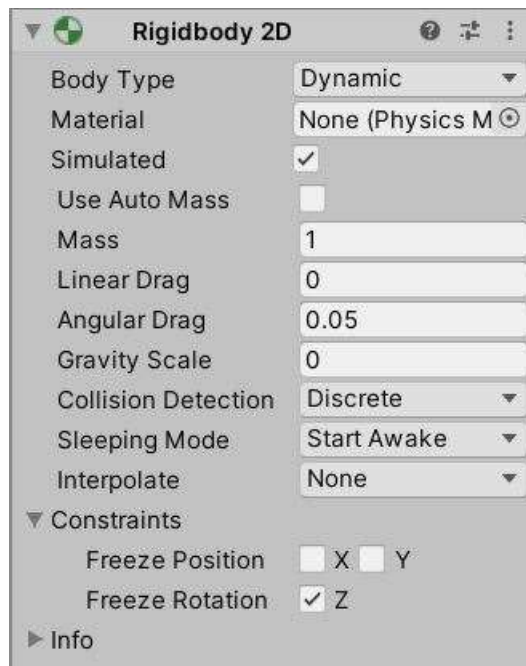 Rigidbody 2D
Body Type Dynamic
Material None (Physics M
Simulated
Use Auto Mass
Mass 1
Linear Drag 0
Angular Drag 0.05
Gravity Scale 0
Collision Detection Discrete
Sleeping Mode Start Awake
Interpolate None
Constraints
Freeze Position X Y
Freeze Rotation Z
Info